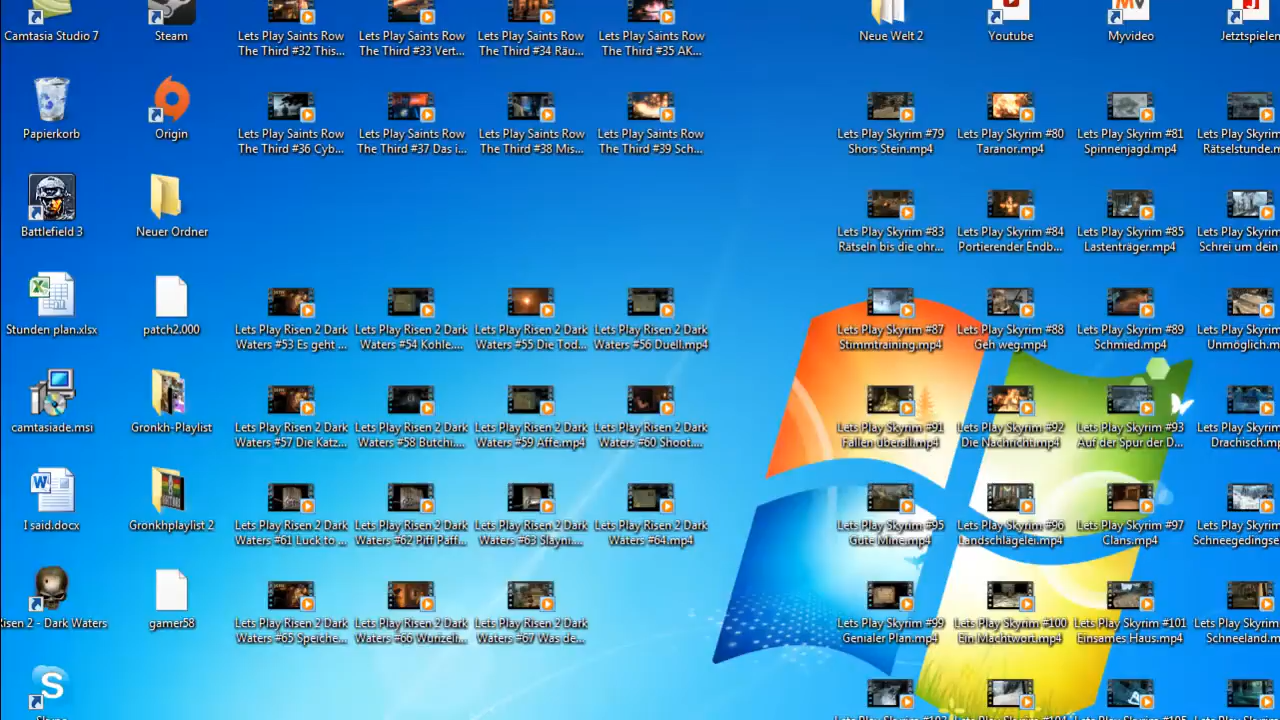 Camtasia Studio 7
Steam
Lets Play Saints Row
The Third #32 This...
Lets Play Saints Row
The Third #33 Vert...
Lets Play Saints Row
The Third #34 Räu...
Lets Play Saints Row
The Third #35 AK...
Neue Welt 2
Youtube
Myvideo
Jetztspielen
Papierkorb
Origin
Lets Play Saints Row
The Third #36 Cyb...
Lets Play Saints Row
The Third #37 Das i...
Lets Play Saints Row
The Third #38 Mis...
Lets Play Saints Row
The Third #39 Sch...
Lets Play Skyrim #79
Shors Stein.mp4
Lets Play Skyrim #80
Taranor.mp4
Lets Play Skyrim #81
Spinnenjagd.mp4
Lets Play Skyrim
Rätselstunde.m
Battlefield 3
Neuer Ordner
Lets Play Skyrim #83
Rätseln bis die ohr...
Lets Play Skyrim #84
Portierender Endb...
Lets Play Skyrim #85
Lastenträger.mp4
Lets Play Skyrim
Schrei um dein
Stunden plan.xlsx
patch2.000
Lets Play Risen 2 Dark
Waters #53 Es geht ...
Lets Play Risen 2 Dark
Waters #54 Kohle....
Lets Play Risen 2 Dark
Waters #55 Die Tod...
Lets Play Risen 2 Dark
Waters #56 Duell.mp4
Lets Play Skyrim #87
Stimmtraining.mp4
Lets Play Skyrim #88
Geh weg.mp4
Lets Play Skyrim #89
Schmied.mp4
Lets Play Skyrim
Unmöglich.m
camtasiade.msi
Gronkh-Playlist
Lets Play Risen 2 Dark
Waters #57 Die Katz...
Lets Play Risen 2 Dark
Waters #58 Butchi...
Lets Play Risen 2 Dark
Waters #59 Affe.mp4
Lets Play Risen 2 Dark
Waters #60 Shoot....
Lets Play Skyrim #91
Fallen überall.mp4
Lets Play Skyrim #92
Die Nachricht.mp4
Lets Play Skyrim #93
Auf der Spur der D...
Lets Play Skyrim
Drachisch.m
I said.docx
Gronkhplaylist 2
Lets Play Risen 2 Dark
Waters #61 Luck to ...
Lets Play Risen 2 Dark
Waters #62 Piff Paff...
Lets Play Risen 2 Dark
Waters #63 Slayni...
Lets Play Risen 2 Dark
Waters #64.mp4
Lets Play Skyrim #95
Gute Mine.mp4
Lets Play Skyrim #96
Landschlägelei.mp4
Lets Play Skyrim #97
Clans.mp4
Lets Play Skyrim
Schneegedingse
Risen 2 - Dark Waters
gamer58
Lets Play Risen 2 Dark
Waters #65 Speiche...
Lets Play Risen 2 Dark
Waters #66 Wurzeli...
Lets Play Risen 2 Dark
Waters #67 Was de...
Lets Play Skyrim #99
Genialer Plan.mp4
Lets Play Skyrim #100
Ein Machtwort.mp4
Lets Play Skyrim #101
Einsames Haus.mp4
Lets Play Skyrim
Schneeland.m